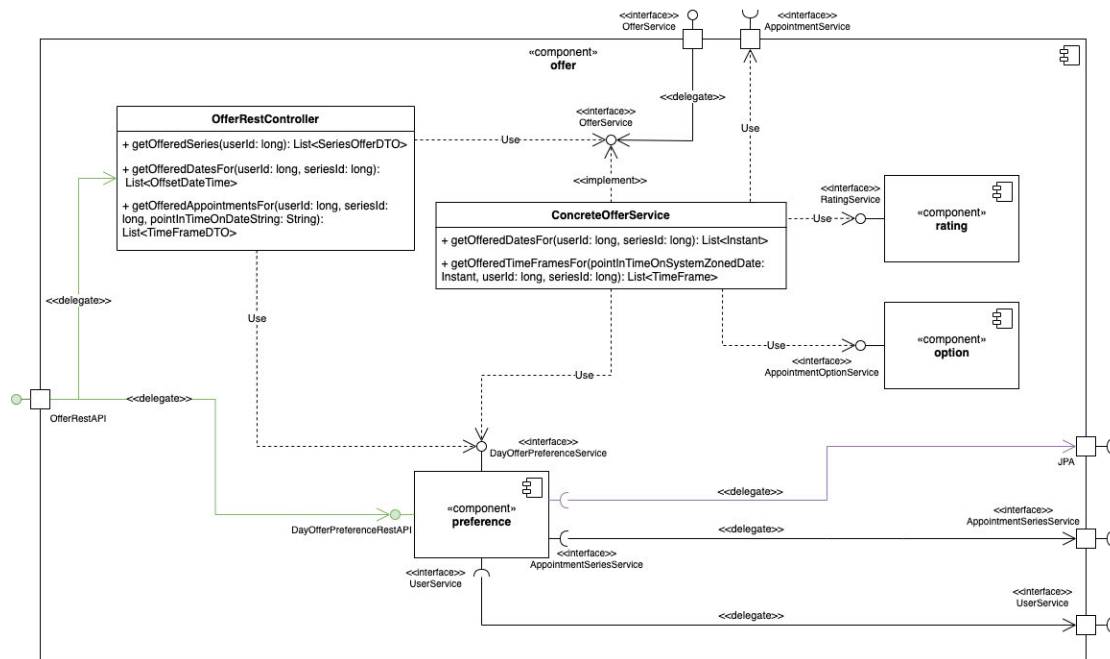 <<interface>>
OfferService
<<interface>>
AppointmentService
«component»
offer
<<delegate>>
<<interface>>
OfferService
OfferRestController
+ getOfferedSeries(userId: long): List<SeriesOfferDTO>
+ getOfferedDatesFor(userId: long, seriesId: long):
List<OffsetDateTime>
+ getOfferedAppointmentsFor(userId: long, seriesId:
long, pointInTimeOnDateString: String):
List<TimeFrameDTO>
Use
Use
<<implement>>
ConcreteOfferService
+ getOfferedDatesFor(userId: long, seriesId: long): List<Instant>
+ getOfferedTimeFramesFor(pointInTimeOnSystemZonedDate:
Instant, userId: long, seriesId: long): List<TimeFrame>
<<interface>>
RatingService
Use
«component»
rating
<<delegate>>
Use
Use
<<interface>>
AppointmentOptionService
«component»
option
Use
<<delegate>>
OfferRestAPI
<<interface>>
DayOfferPreferenceService
JPA
<<delegate>>
«component»
preference
DayOfferPreferenceRestAPI
<<interface>>
AppointmentSeriesService
<<delegate>>
<<interface>>
AppointmentSeriesService
<<interface>>
UserService
<<interface>>
UserService
<<delegate>>